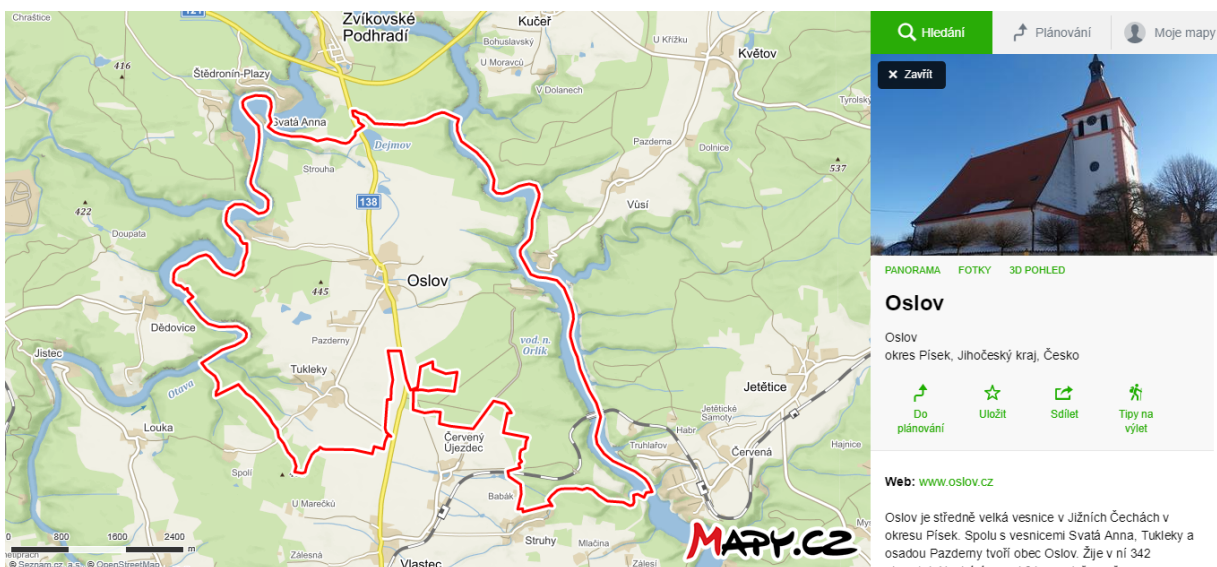 121
Zvíkovské
Podhradí
Kučeř
Chraštice
Bohuslavský
U Křížku
U Moravců
Květov
416
Štědronín-Plazy
V Dolanech
Tyrolský
Svatá Anna
Dejmov
Pazderna
Dolnice
Strouha
537
138
422
Vůsí
Doupata
Oslov
445
Dědovice
Pazderny
vod. n.
Orlík
Jistec
Tukleky
Otava
Jetětice
Jetětické
Samoty
Louka
Červený
Újezdec
Habr
Truhlařov
Červená
Hajnice
Spolí
Babák
U Marečků
0 800 1600 2400 m
Struhy
Mlačina
Zálesná
Vlastec
Zálesí
© Seznam.cz, a.s., © OpenStreetMap
MAPY.CZ
Hledání
Plánování
Moje mapy
× Zavřít
PANORAMA FOTKY 3D POHLED
Oslov
Oslov
okres Písek, Jihočeský kraj, Česko
Do
plánování
Uložit
Sdílet
Tipy na
výlet
Web: www.oslov.cz
Oslov je středně velká vesnice v Jižních Čechách v
okresu Písek. Spolu s vesnicemi Svatá Anna, Tukleky a
osadou Pazderny tvoří obec Oslov. Žije v ní 342